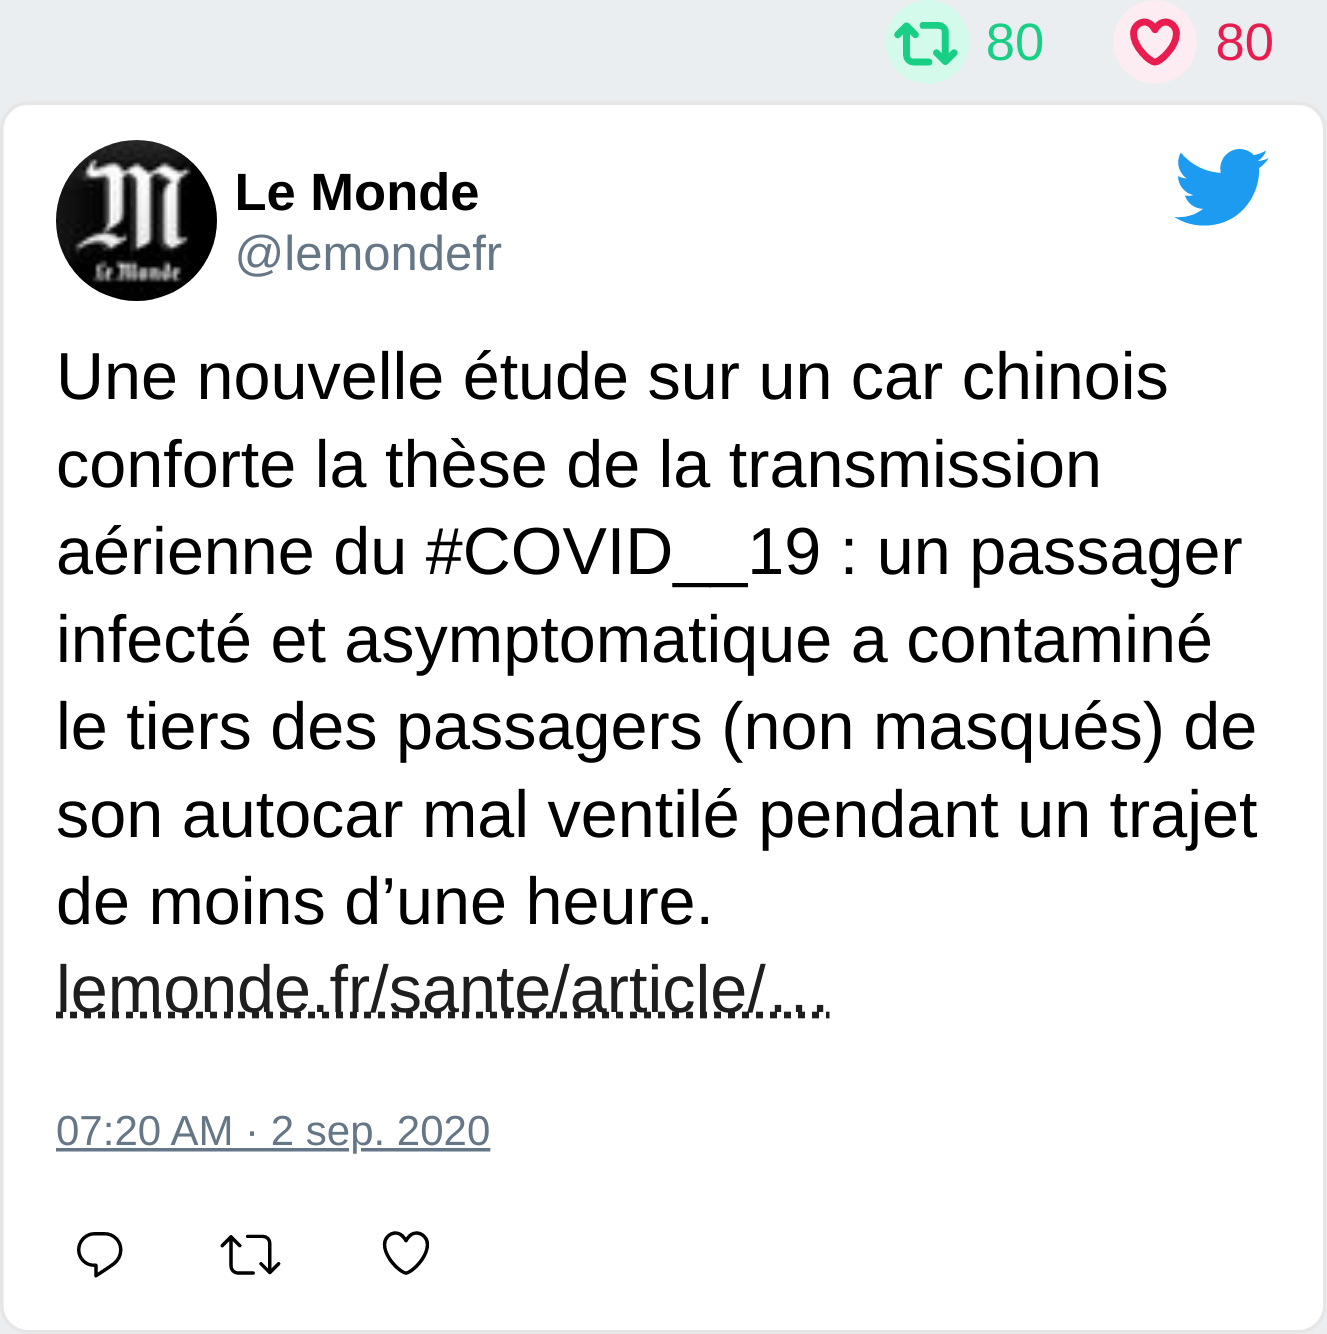 80 80
Le Monde
Le Monde
@lemondefr
Une nouvelle étude sur un car chinois
conforte la thèse de la transmission
aérienne du #COVID__19 : un passager
infecté et asymptomatique a contaminé
le tiers des passagers (non masqués) de
son autocar mal ventilé pendant un trajet
de moins d’une heure.
lemonde.fr/sante/article/…
07:20 AM · 2 sep. 2020